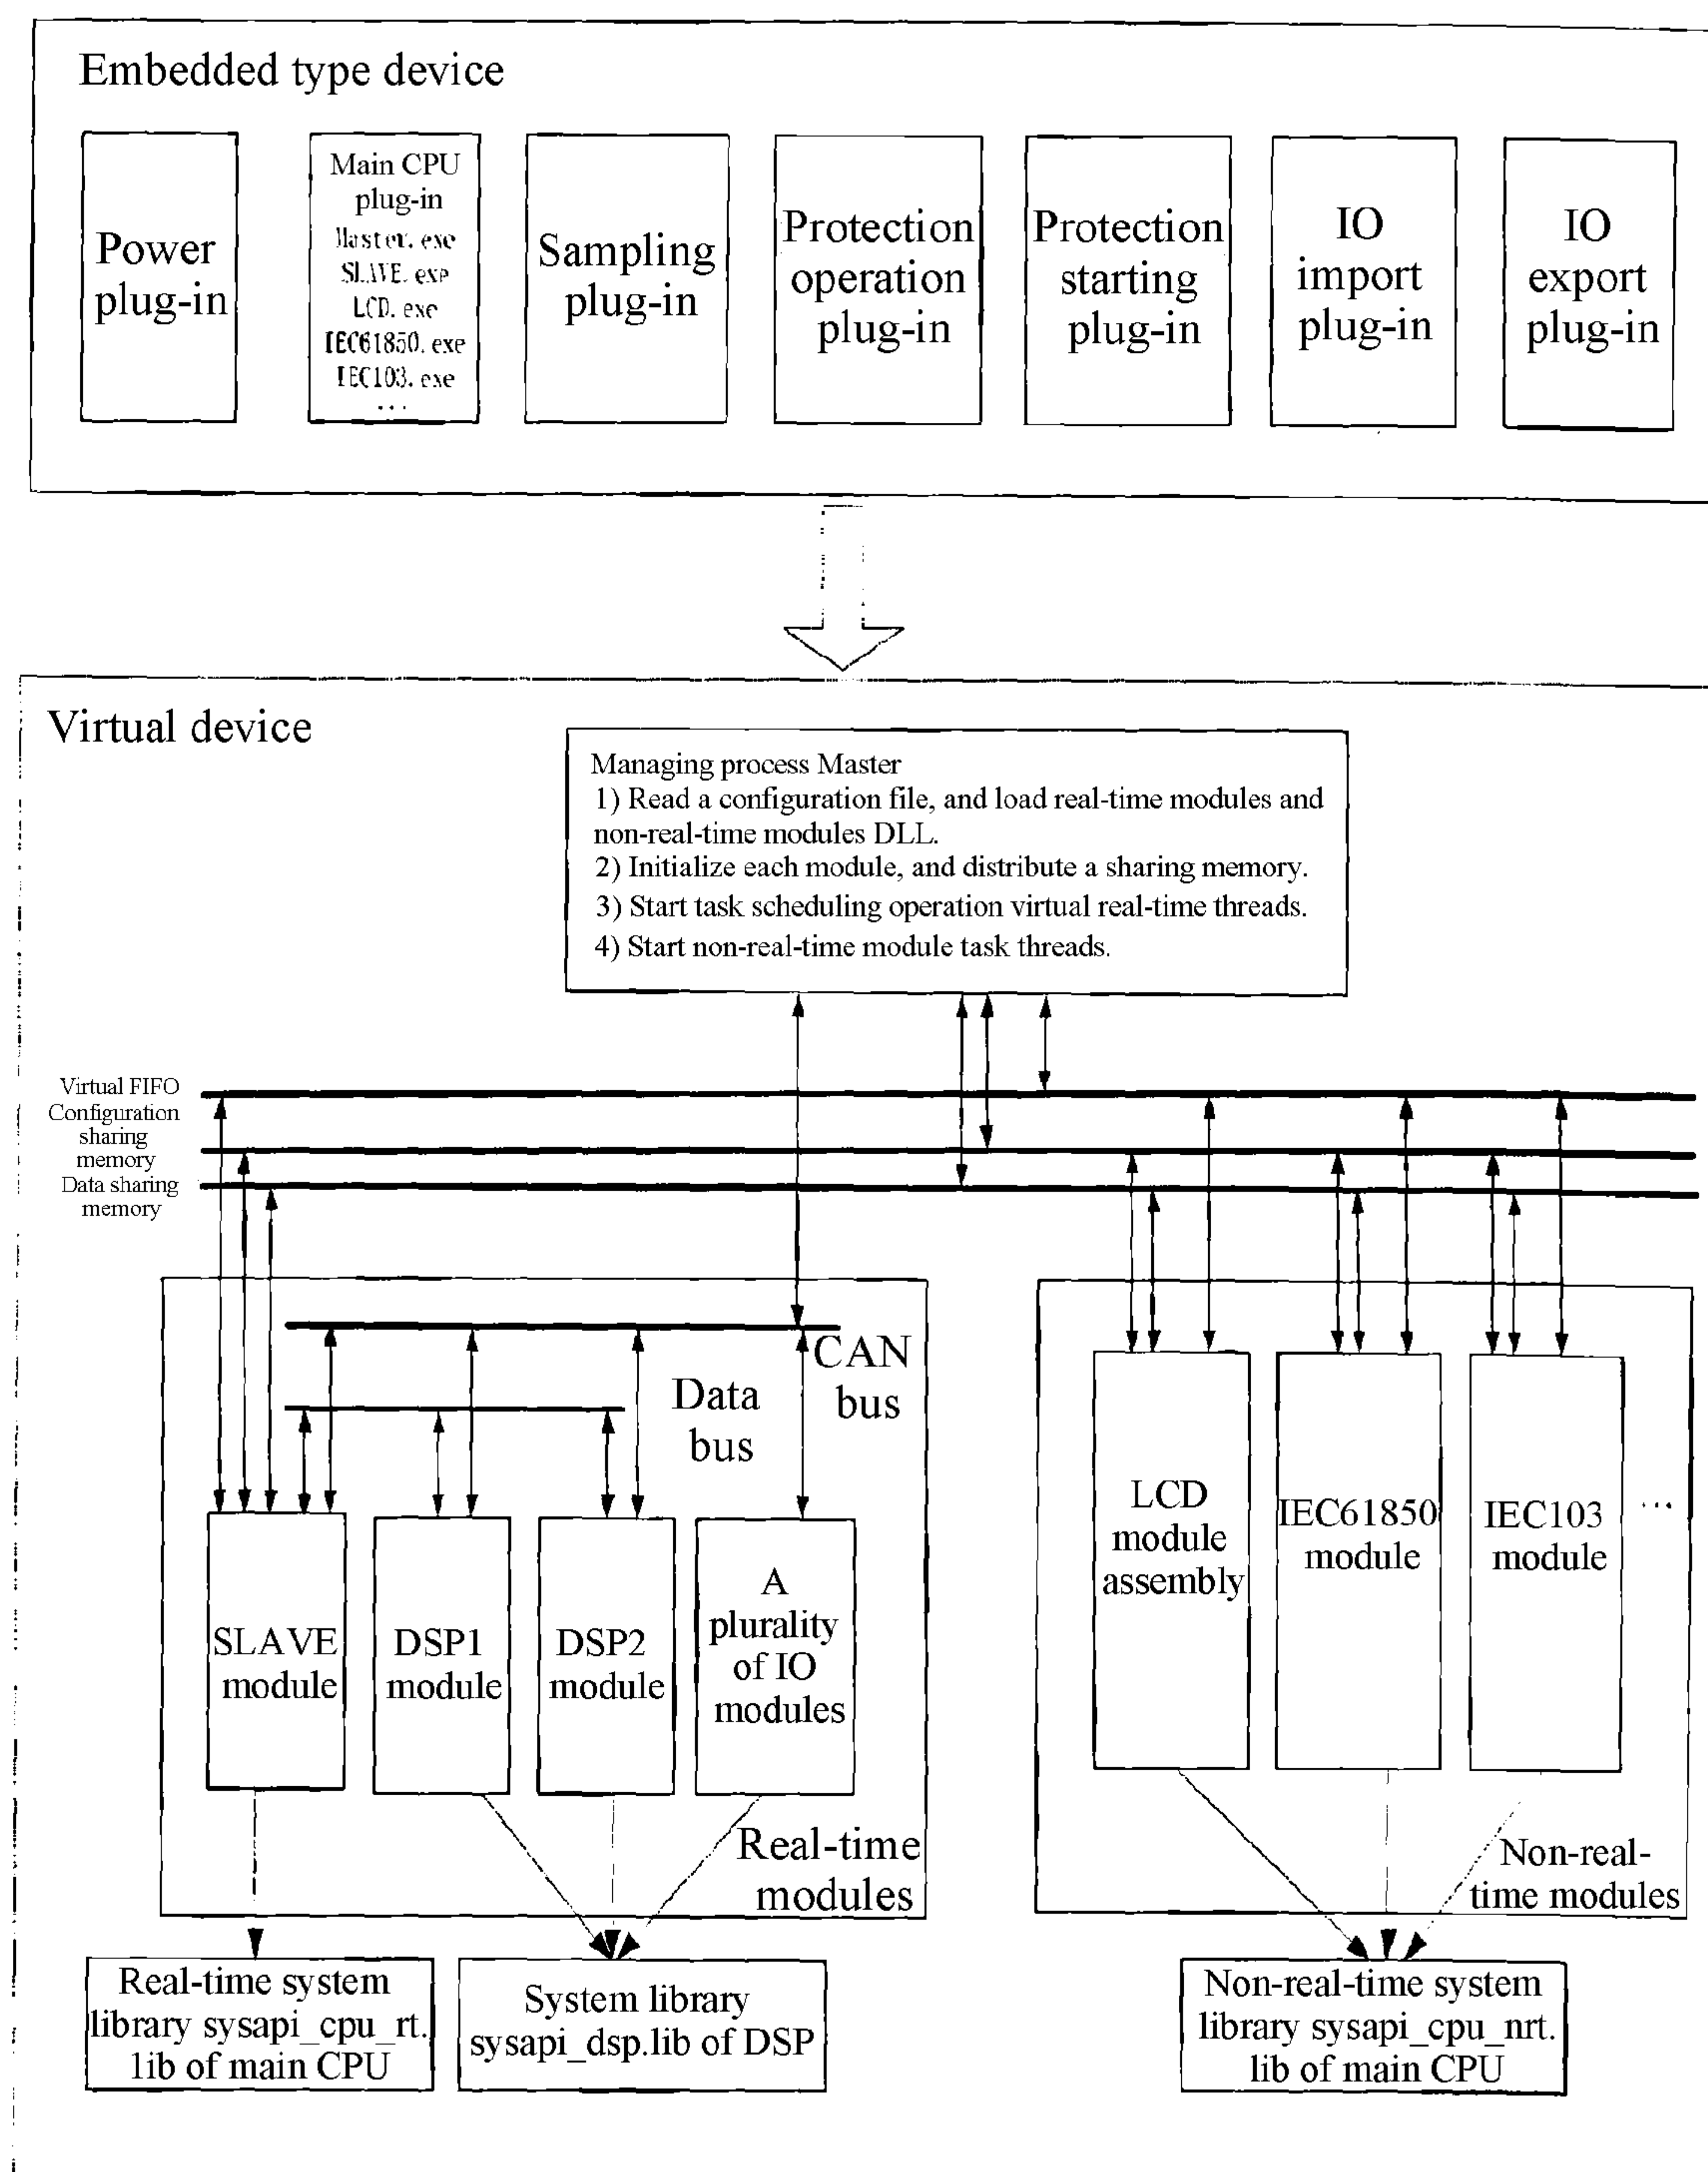 Embedded type device
Power
plug-in
Main CPU
plug-in
Master.exe
SLAVE.exe
LCD.exe
IEC61850.exe
IEC103.exe
...
Sampling
plug-in
Protection
operation
plug-in
Protection
starting
plug-in
IO
import
plug-in
IO
export
plug-in
Virtual device
Managing process Master
1) Read a configuration file, and load real-time modules and
non-real-time modules DLL.
2) Initialize each module, and distribute a sharing memory.
3) Start task scheduling operation virtual real-time threads.
4) Start non-real-time module task threads.
Virtual FIFO
Configuration
sharing
memory
Data sharing
memory
CAN
bus
Data
bus
SLAVE
module
DSP1
module
DSP2
module
A
plurality
of IO
modules
Real-time
modules
LCD
module
assembly
IEC61850
module
IEC103
module
...
Non-real-
time modules
Real-time system
library sysapi_cpu_rt.
lib of main CPU
System library
sysapi_dsp.lib of DSP
Non-real-time system
library sysapi_cpu_nrt.
lib of main CPU